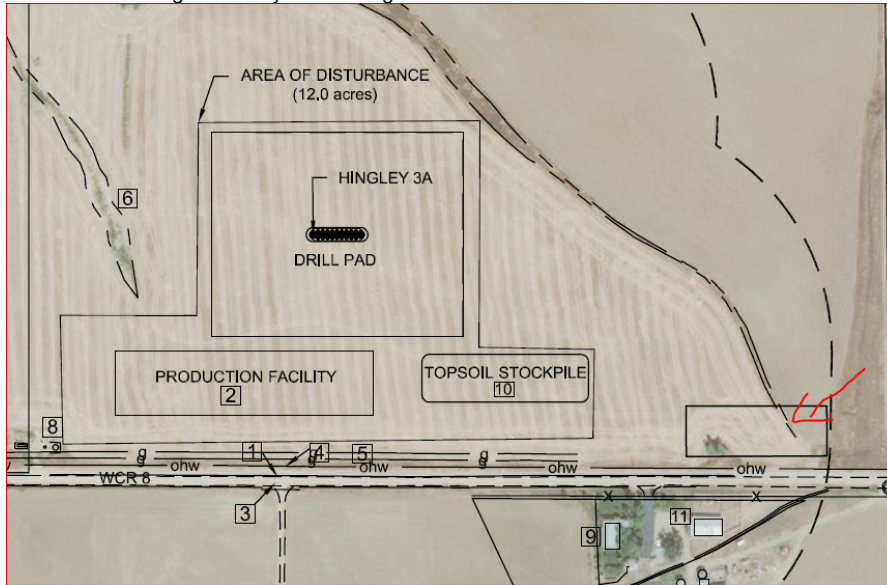 AREA OF DISTURBANCE
(12.0 acres)
HINGLEY 3A
6
DRILL PAD
PRODUCTION FACILITY
2
TOPSOIL STOCKPILE
10
8
g
g
g
g
1
4
5
ohw
ohw
ohw
ohw
WCR 8
3
X
X
9
11